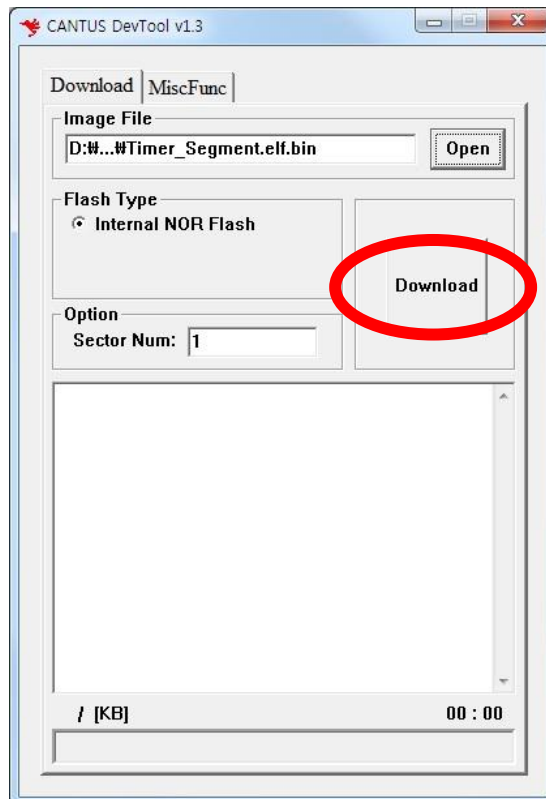 CANTUS DevTool v1.3
Download MiscFunc
Image File
D:₩...₩Timer_Segment.elf.bin Open
Flash Type
Internal NOR Flash
Download
Option
Sector Num: 1
/ [KB] 00 : 00